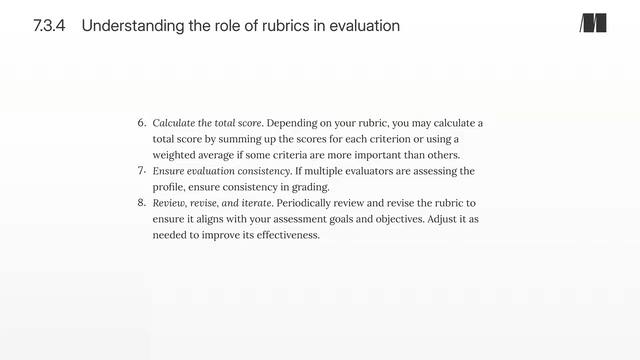 7.3.4 Understanding the role of rubrics in evaluation
6. Calculate the total score. Depending on your rubric, you may calculate a
total score by summing up the scores for each criterion or using a
weighted average if some criteria are more important than others.
7. Ensure evaluation consistency. If multiple evaluators are assessing the
profile, ensure consistency in grading.
8. Review, revise, and iterate. Periodically review and revise the rubric to
ensure it aligns with your assessment goals and objectives. Adjust it as
needed to improve its effectiveness.